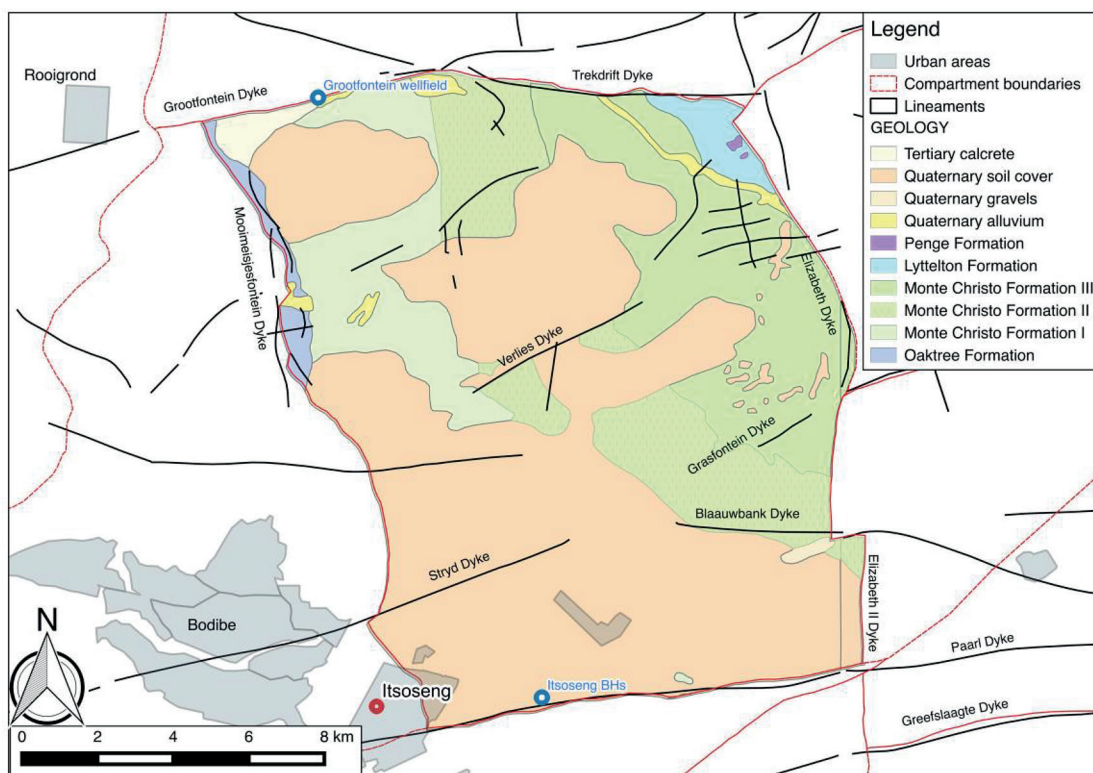 Legend
Urban areas
Compartment boundaries
Lineaments
GEOLOGY
Tertiary calcrete
Quaternary soil cover
Quaternary gravels
Quaternary alluvium
Penge Formation
Lyttelton Formation
Monte Christo Formation III
Monte Christo Formation II
Monte Christo Formation I
Oaktree Formation
Rooigrond
Grootfontein Dyke
Grootfontein wellfield
Trekdrift Dyke
Mooimeisjesfontein Dyke
Elizabeth Dyke
Verlies Dyke
Grasfontein Dyke
Blaauwbank Dyke
Stryd Dyke
Elizabeth II Dyke
Bodibe
Paarl Dyke
Itsoseng
Itsoseng BHs
Greefslaagte Dyke
N
0 2 4 6 8 km